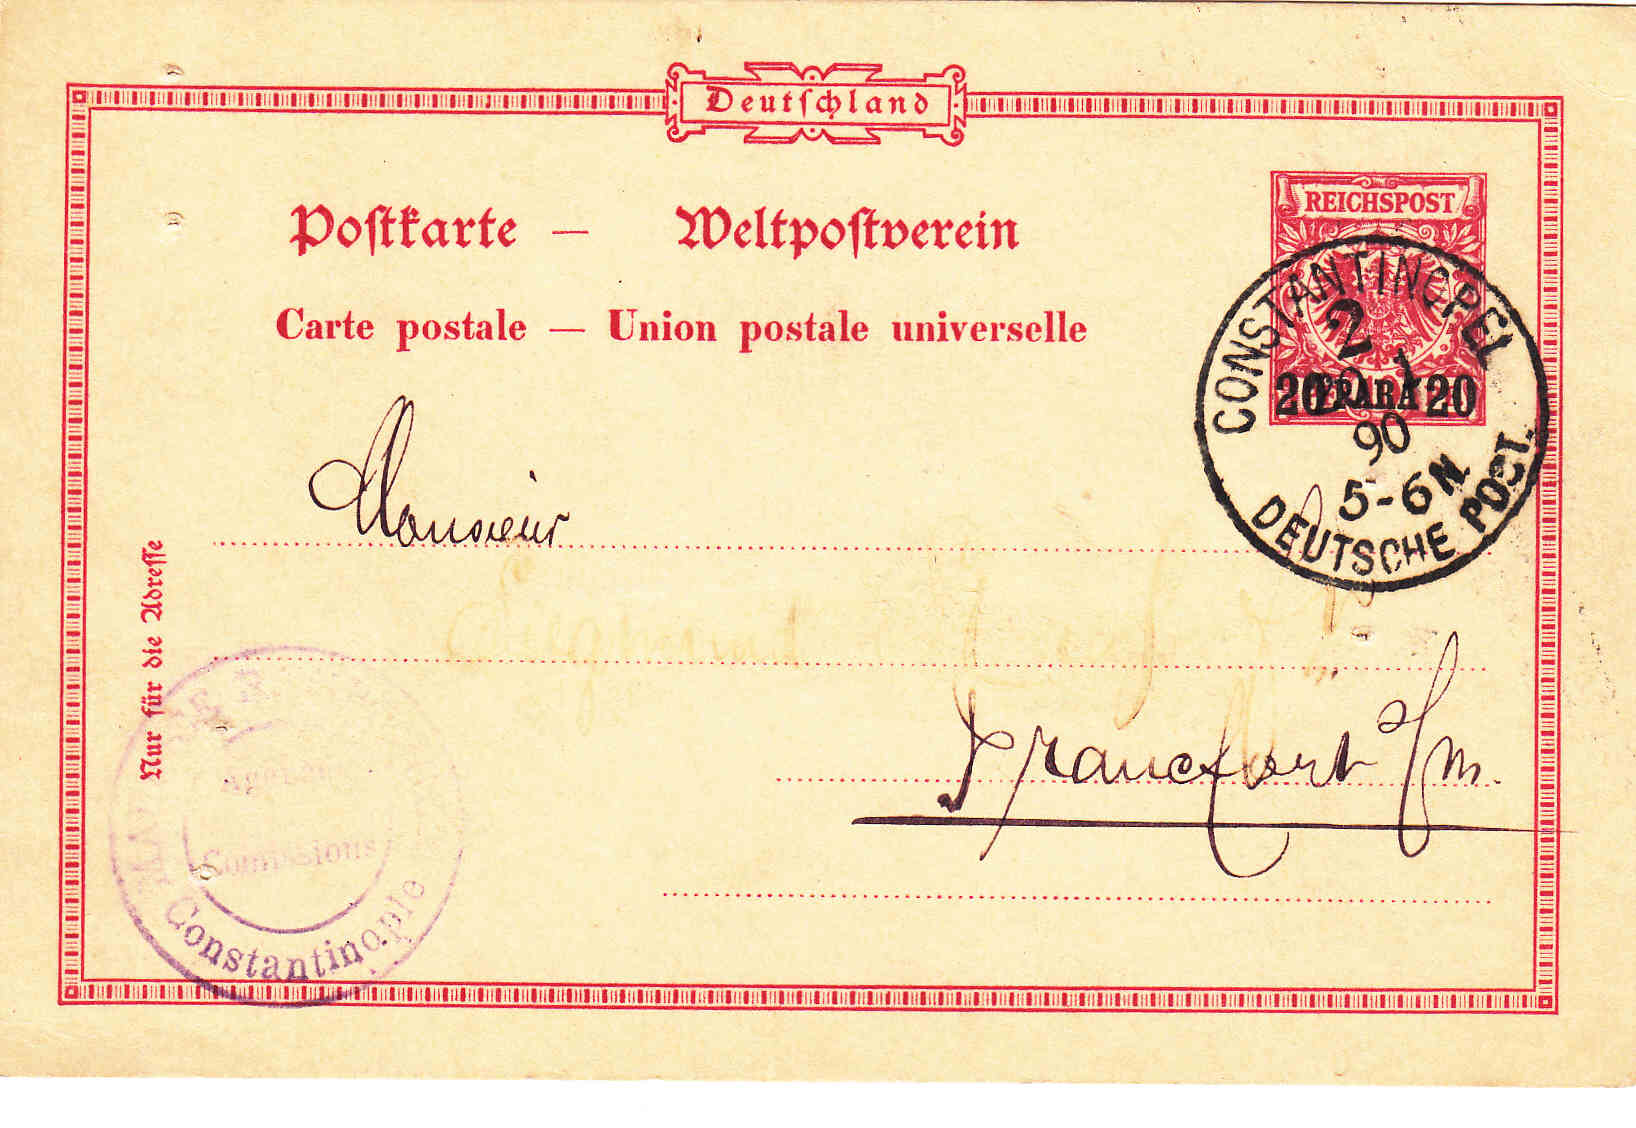 Deutschland
REICHSPOST
Postkarte — Weltpostverein
Carte postale — Union postale universelle
20 PARA 20
CONSTANTINOPEL
2
90
5-6 N.
DEUTSCHE POST.
Monsieur
Francfort a/m.
Nur für die Adresse
Commissions
Constantinople